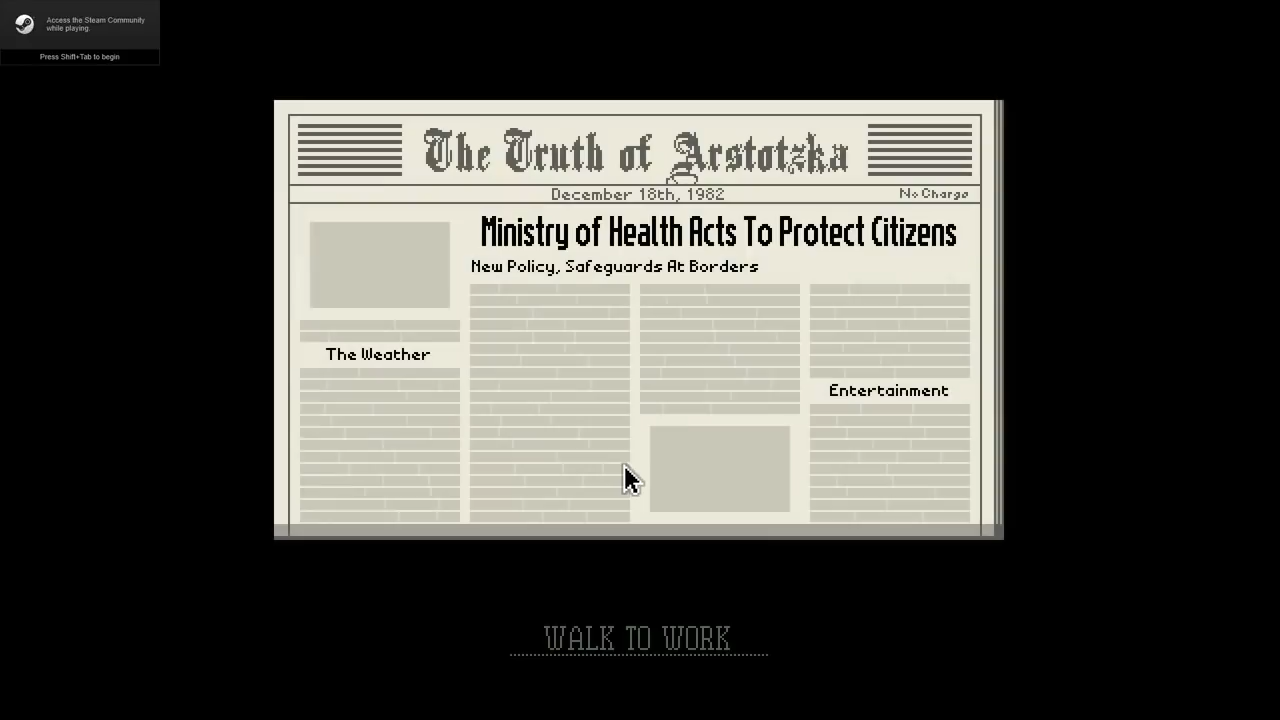 Access the Steam Community
while playing.
Press Shift+Tab to begin
The Truth of Arstotzka
December 18th, 1982
No Charge
Ministry of Health Acts To Protect Citizens
New Policy, Safeguards At Borders
The Weather
Entertainment
WALK TO WORK